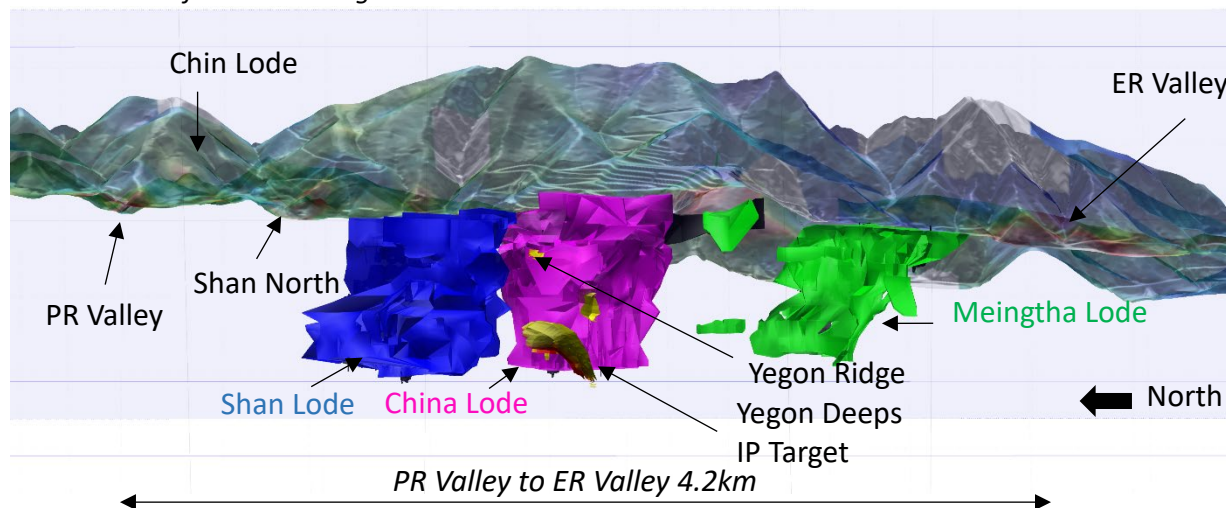 Chin Lode
ER Valley
Shan North
PR Valley
Meingtha Lode
Yegon Ridge
Shan Lode
China Lode
North
Yegon Deeps
IP Target
PR Valley to ER Valley 4.2km